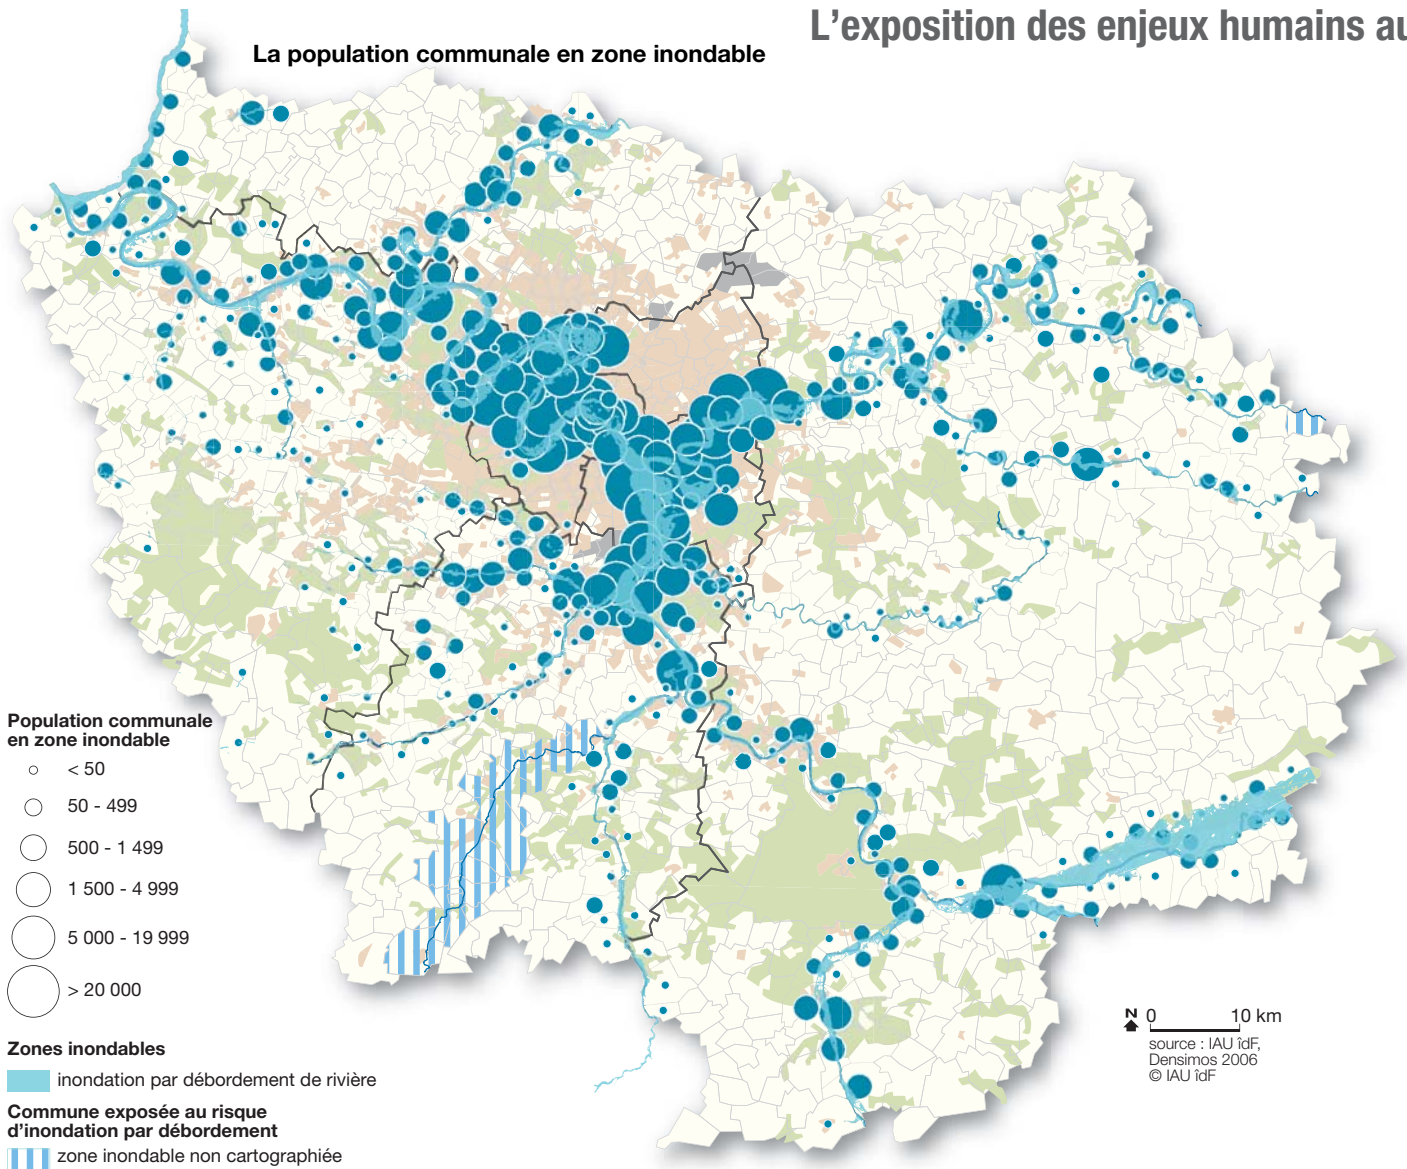 L'exposition des enjeux humains au
La population communale en zone inondable
Population communale
en zone inondable
< 50
50 - 499
500 - 1 499
1 500 - 4 999
5 000 - 19 999
> 20 000
Zones inondables
inondation par débordement de rivière
Commune exposée au risque
d'inondation par débordement
zone inondable non cartographiée
N 0 10 km
source : IAU îdF,
Densimos 2006
© IAU îdF